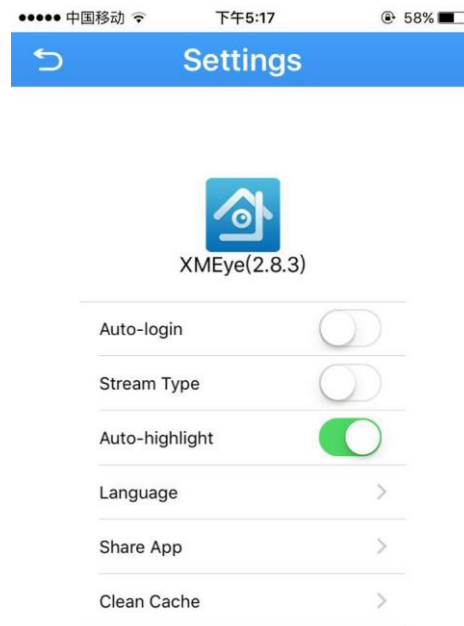 中国移动 下午5:17 58%
Settings
XMEye(2.8.3)
Auto-login
Stream Type
Auto-highlight
Language
Share App
Clean Cache